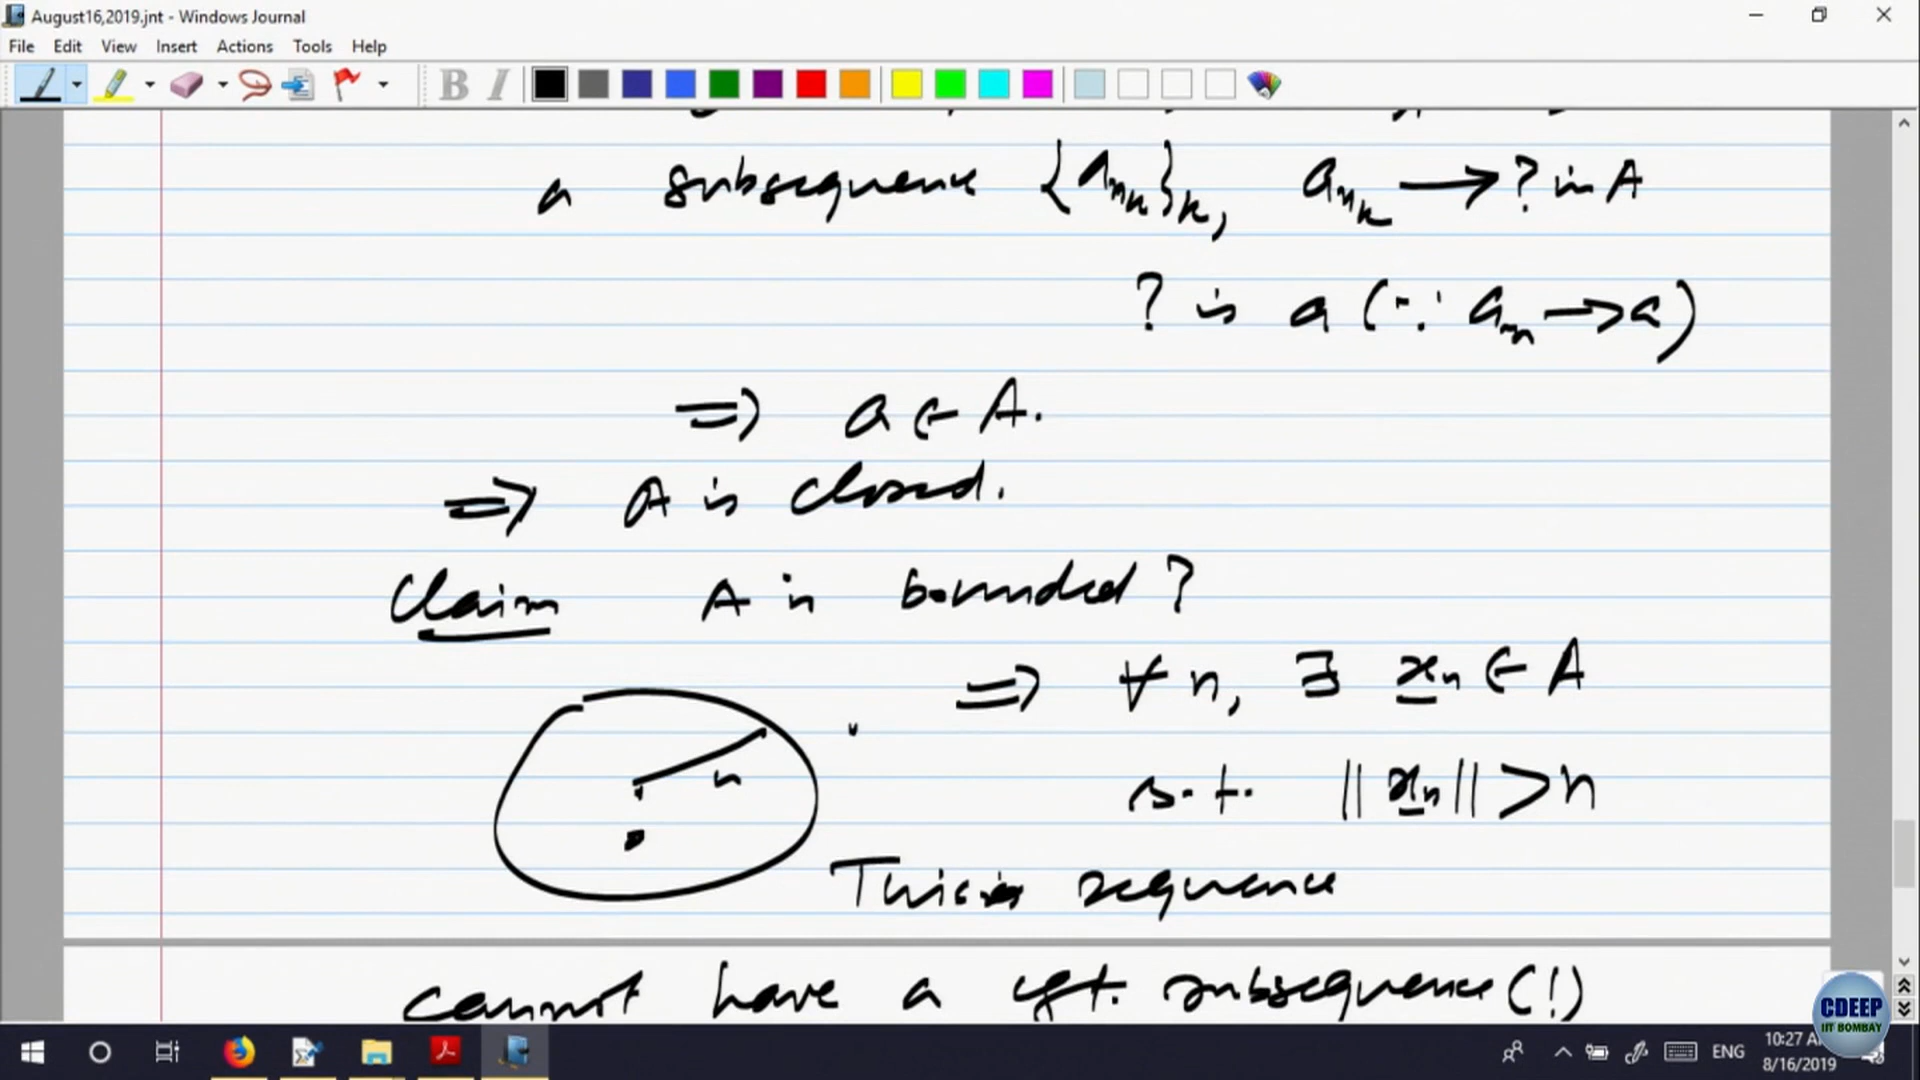 August16,2019.jnt - Windows Journal
File Edit View Insert Actions Tools Help
B I
a subsequence {a_{n_k}}_k, a_{n_k} → ? in A
? is a (∵ a_n → a)
⇒ a ∈ A.
⇒ A is closed.
Claim A is bounded?
⇒ ∀ n, ∃ x_n ∈ A
n
s.t. ||x_n|| > n
This sequence
cannot have a cgt. subsequence (!)
CDEEP
IIT BOMBAY
ENG
10:27 A
8/16/2019